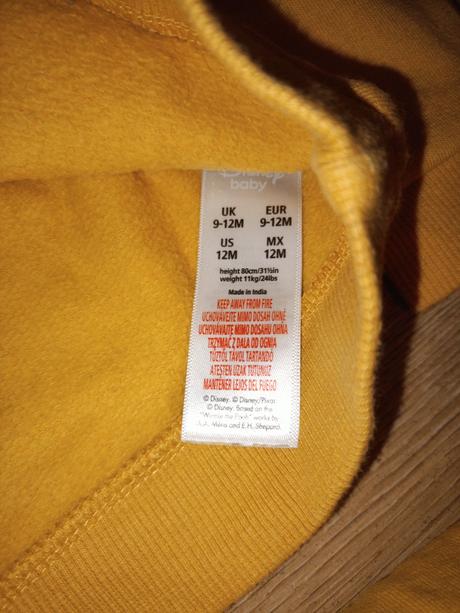 Disney
baby
UK EUR
9-12M 9-12M
US MX
12M 12M
height 80cm/31½in
weight 11kg/24lbs
Made in India
KEEP AWAY FROM FIRE
UCHOVÁVEJTE MIMO DOSAH OHNĚ
UCHOVÁVAJTE MIMO DOSAHU OHŇA
TRZYMAĆ Z DALA OD OGNIA
TŰZTŐL TÁVOL TARTANDÓ
ATEŞTEN UZAK TUTUNUZ
MANTENER LEJOS DEL FUEGO
© Disney. © Disney/Pixar.
© Disney. Based on the
"Winnie the Pooh" works by
A.A. Milne and E.H. Shepard.